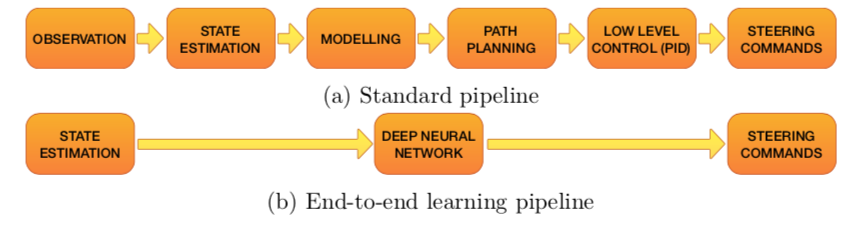 OBSERVATION
STATE
ESTIMATION
MODELLING
PATH
PLANNING
LOW LEVEL
CONTROL (PID)
STEERING
COMMANDS
(a) Standard pipeline
STATE
ESTIMATION
DEEP NEURAL
NETWORK
STEERING
COMMANDS
(b) End-to-end learning pipeline